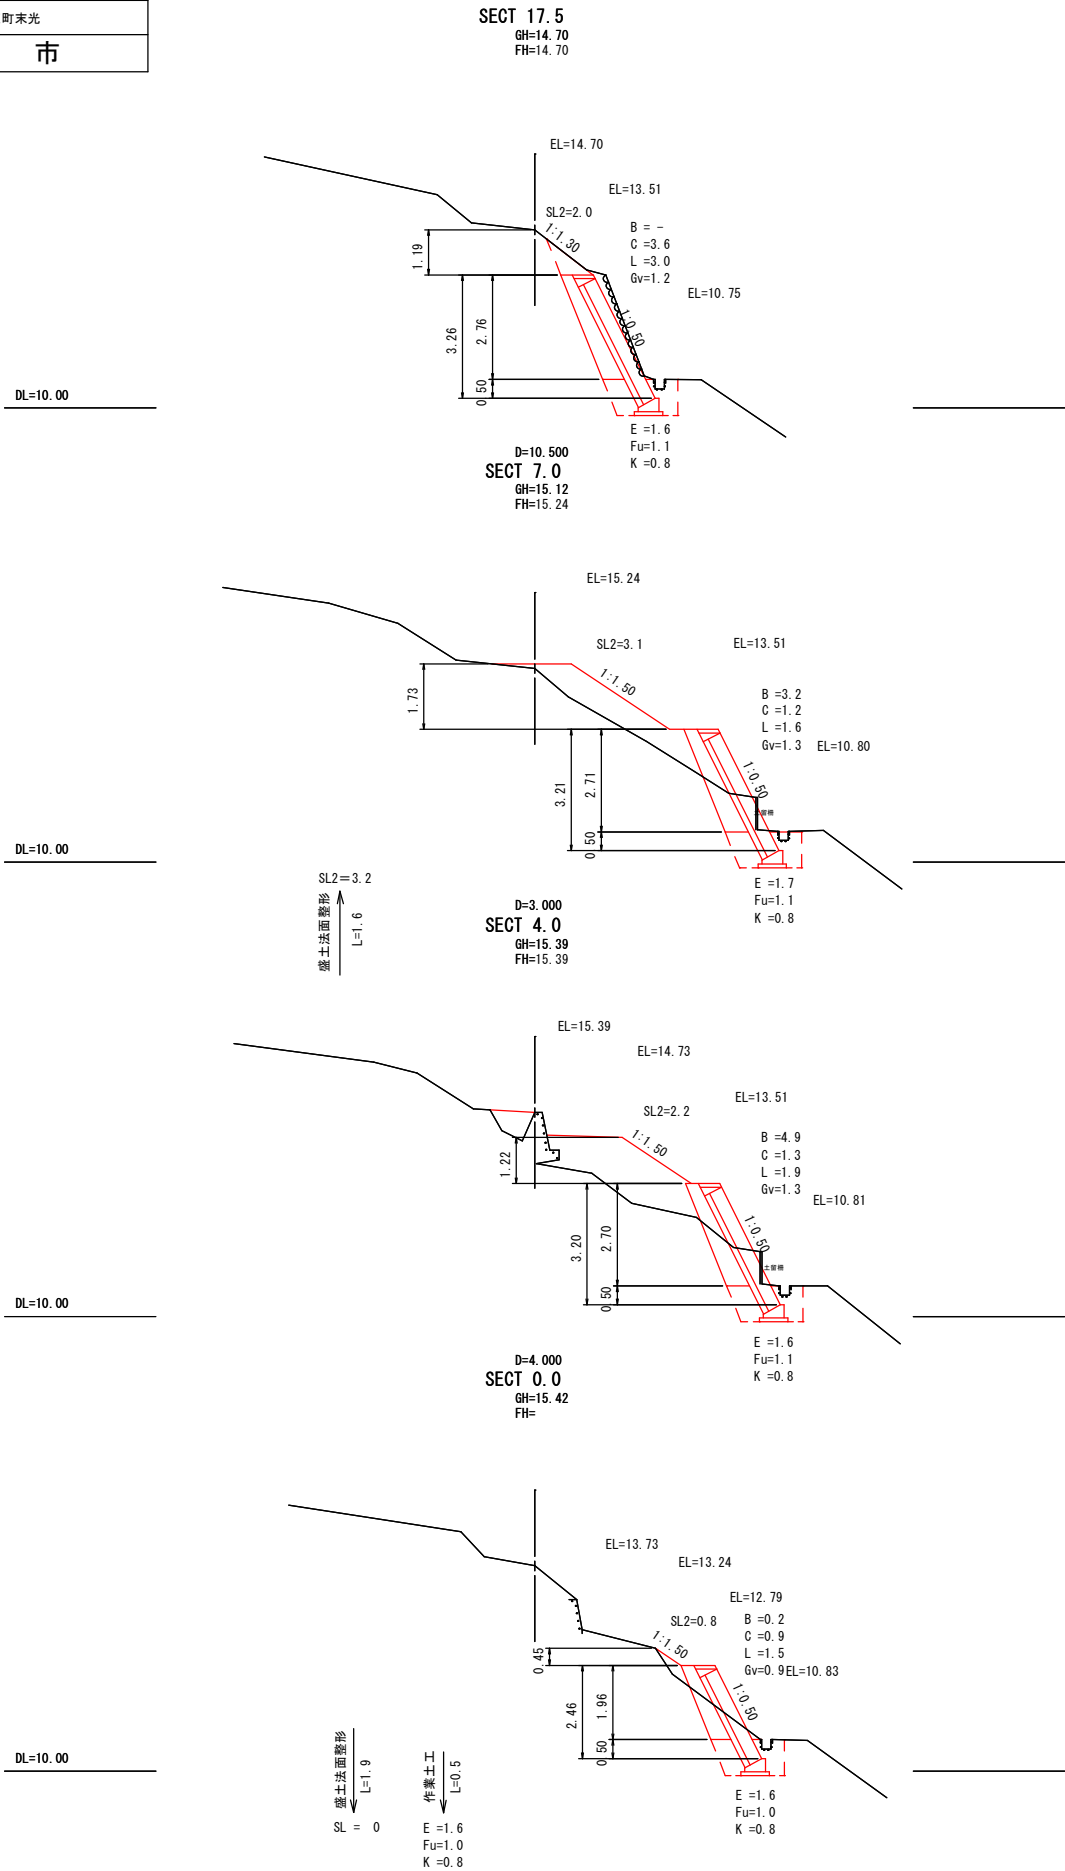 町末光
市
SECT 17.5
GH=14.70
FH=14.70
EL=14.70
EL=13.51
SL2=2.0
1:1.30
B = -
C =3.6
L =3.0
Gv=1.2
EL=10.75
1.19
3.26
2.76
0.50
1:0.50
DL=10.00
E =1.6
Fu=1.1
K =0.8
D=10.500
SECT 7.0
GH=15.12
FH=15.24
EL=15.24
SL2=3.1
EL=13.51
1:1.50
1.73
B =3.2
C =1.2
L =1.6
Gv=1.3
EL=10.80
1:0.50
3.21
2.71
0.50
土留柵
DL=10.00
E =1.7
Fu=1.1
K =0.8
SL2=3.2
盛土法面整形
L=1.6
D=3.000
SECT 4.0
GH=15.39
FH=15.39
EL=15.39
EL=14.73
EL=13.51
SL2=2.2
1:1.50
1.22
B =4.9
C =1.3
L =1.9
Gv=1.3
EL=10.81
1:0.50
3.20
2.70
0.50
土留柵
DL=10.00
E =1.6
Fu=1.1
K =0.8
D=4.000
SECT 0.0
GH=15.42
FH=
EL=13.73
EL=13.24
EL=12.79
SL2=0.8
1:1.50
B =0.2
C =0.9
L =1.5
Gv=0.9
EL=10.83
0.45
2.46
1.96
0.50
1:0.50
DL=10.00
盛土法面整形
L=1.9
SL = 0
作業土工
L=0.5
E =1.6
Fu=1.0
K =0.8
E =1.6
Fu=1.0
K =0.8